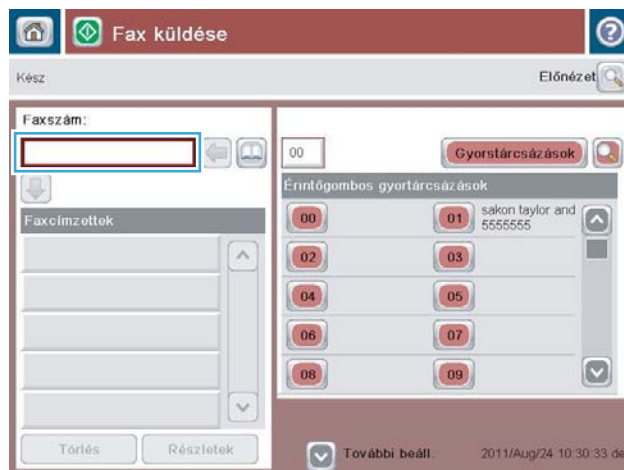 Fax küldése
Kész
Előnézet
Faxszám:
00
Gyorstárcsázások
Érintőgombos gyortárcsázások
00
01
sakon taylor and
5555555
02
03
04
05
06
07
08
09
Faxcímzettek
Törlés
Részletek
További beáll.
2011/Aug/24 10:30:33 de